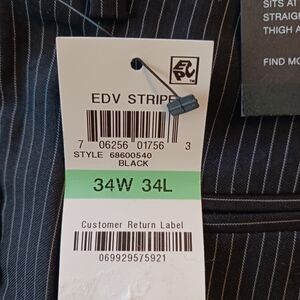 SITS AT
STRAIG
THIGH A
FIND MO
EDV STRIPE
7 06256 01756 3
STYLE 68600540
BLACK
34W 34L
Customer Return Label
069929575921